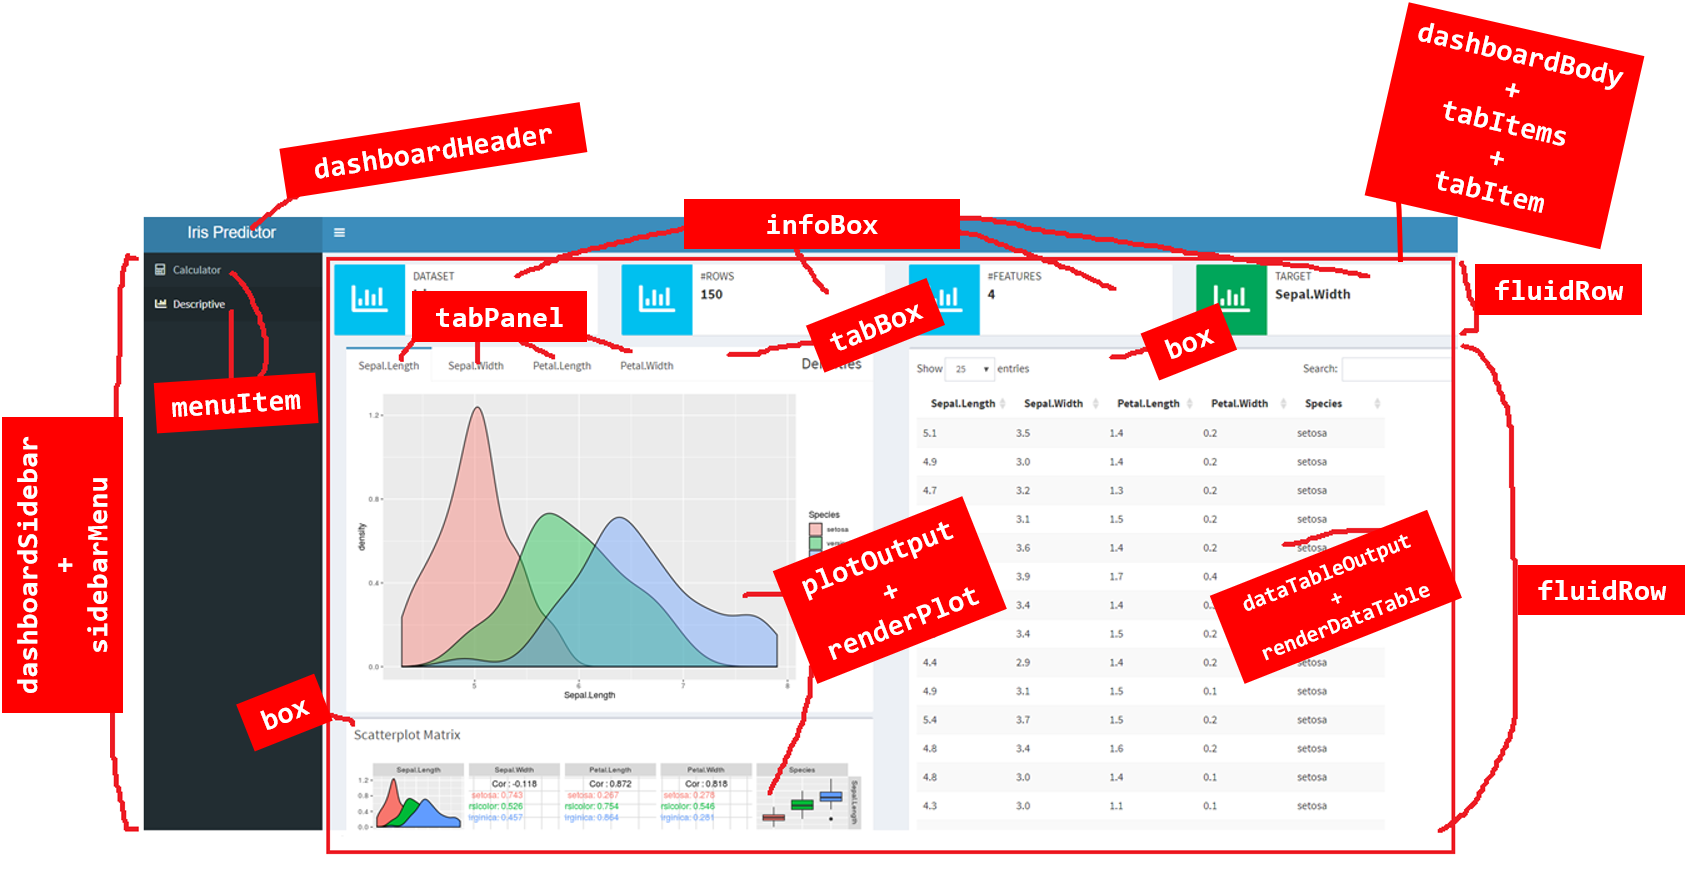 dashboardBody
+
tabItems
+
tabItem
dashboardHeader
infoBox
Iris Predictor
Calculator
Descriptive
menuItem
dashboardSidebar
+
sidebarMenu
DATASET
#ROWS
150
#FEATURES
4
TARGET
Sepal.Width
fluidRow
tabPanel
tabBox
box
Sepal.Length
Sepal.Width
Petal.Length
Petal.Width
1.2
0.8
0.4
0.0
density
5
6
7
8
Sepal.Length
Species
setosa
plotOutput
+
renderPlot
box
Scatterplot Matrix
Sepal.Length Sepal.Width Petal.Length Petal.Width Species
1.2
0.8
0.4
0.0
Cor : -0.118
setosa: 0.743
rsicolor: 0.526
irginica: 0.457
Cor : 0.872
setosa: 0.267
rsicolor: 0.754
irginica: 0.864
Cor : 0.818
setosa: 0.278
rsicolor: 0.546
irginica: 0.281
Sepal.Length
Show 25 entries
Search:
Sepal.Length Sepal.Width Petal.Length Petal.Width Species
5.1 3.5 1.4 0.2 setosa
4.9 3.0 1.4 0.2 setosa
4.7 3.2 1.3 0.2 setosa
3.1 1.5 0.2 setosa
3.6 1.4 0.2 setosa
3.9 1.7 0.4
3.4 1.4
3.4 1.5 0.2
4.4 2.9 1.4 0.2 setosa
4.9 3.1 1.5 0.1 setosa
5.4 3.7 1.5 0.2 setosa
4.8 3.4 1.6 0.2 setosa
4.8 3.0 1.4 0.1 setosa
4.3 3.0 1.1 0.1 setosa
dataTableOutput
+
renderDataTable
fluidRow